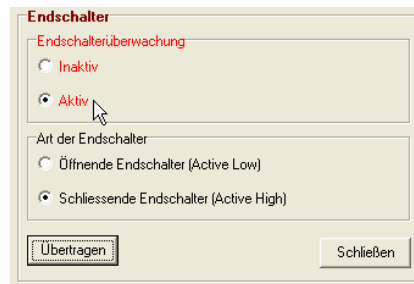 Endschalter
Endschalterüberwachung
Inaktiv
Aktiv
Art der Endschalter
Öffnende Endschalter (Active Low)
Schliessende Endschalter (Active High)
Übertragen
Schließen